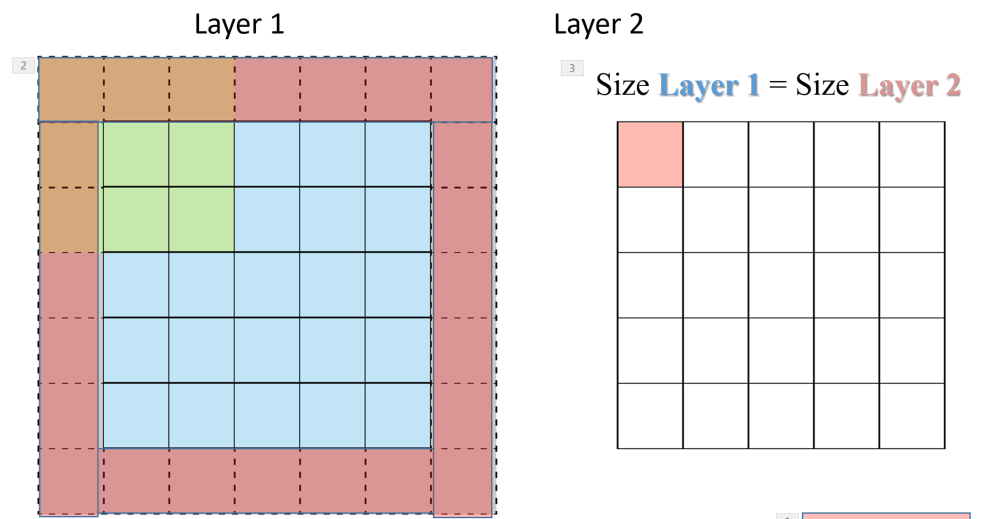 Layer 1
Layer 2
2
3
Size Layer 1 = Size Layer 2